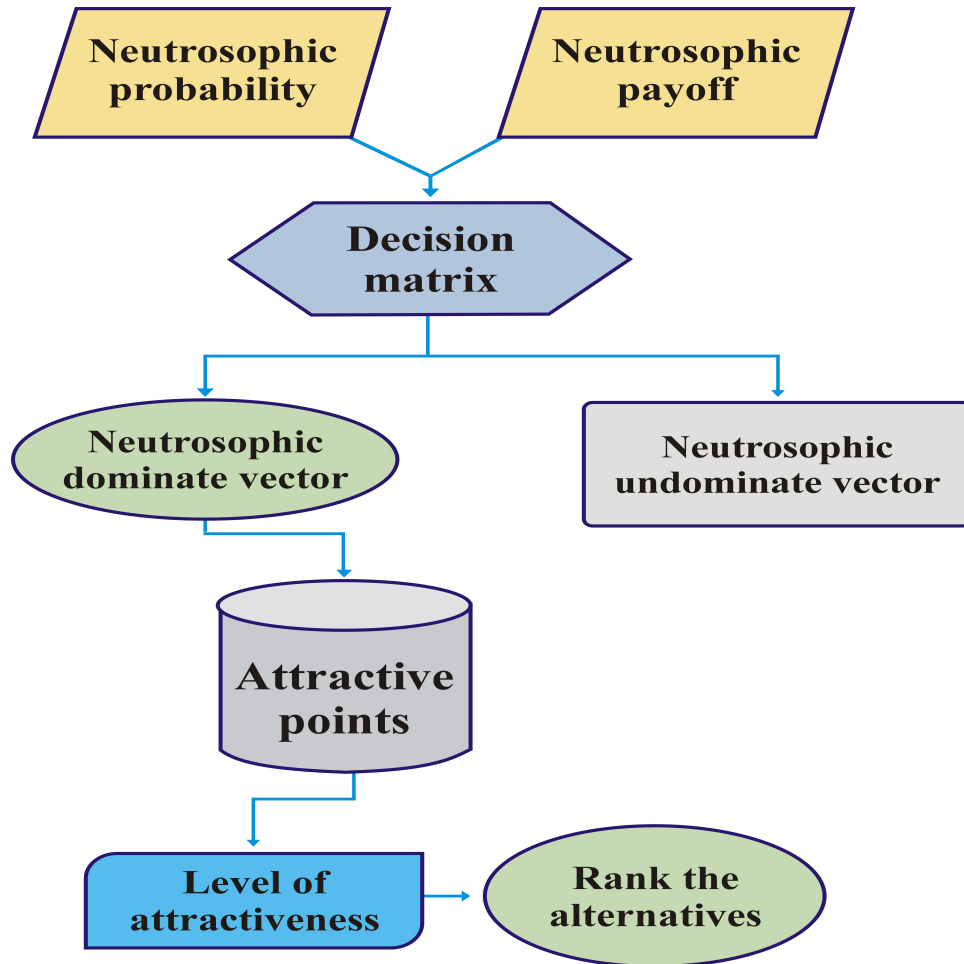 Neutrosophic
probability
Neutrosophic
payoff
Decision
matrix
Neutrosophic
dominate vector
Neutrosophic
undominate vector
Attractive
points
Level of
attractiveness
Rank the
alternatives